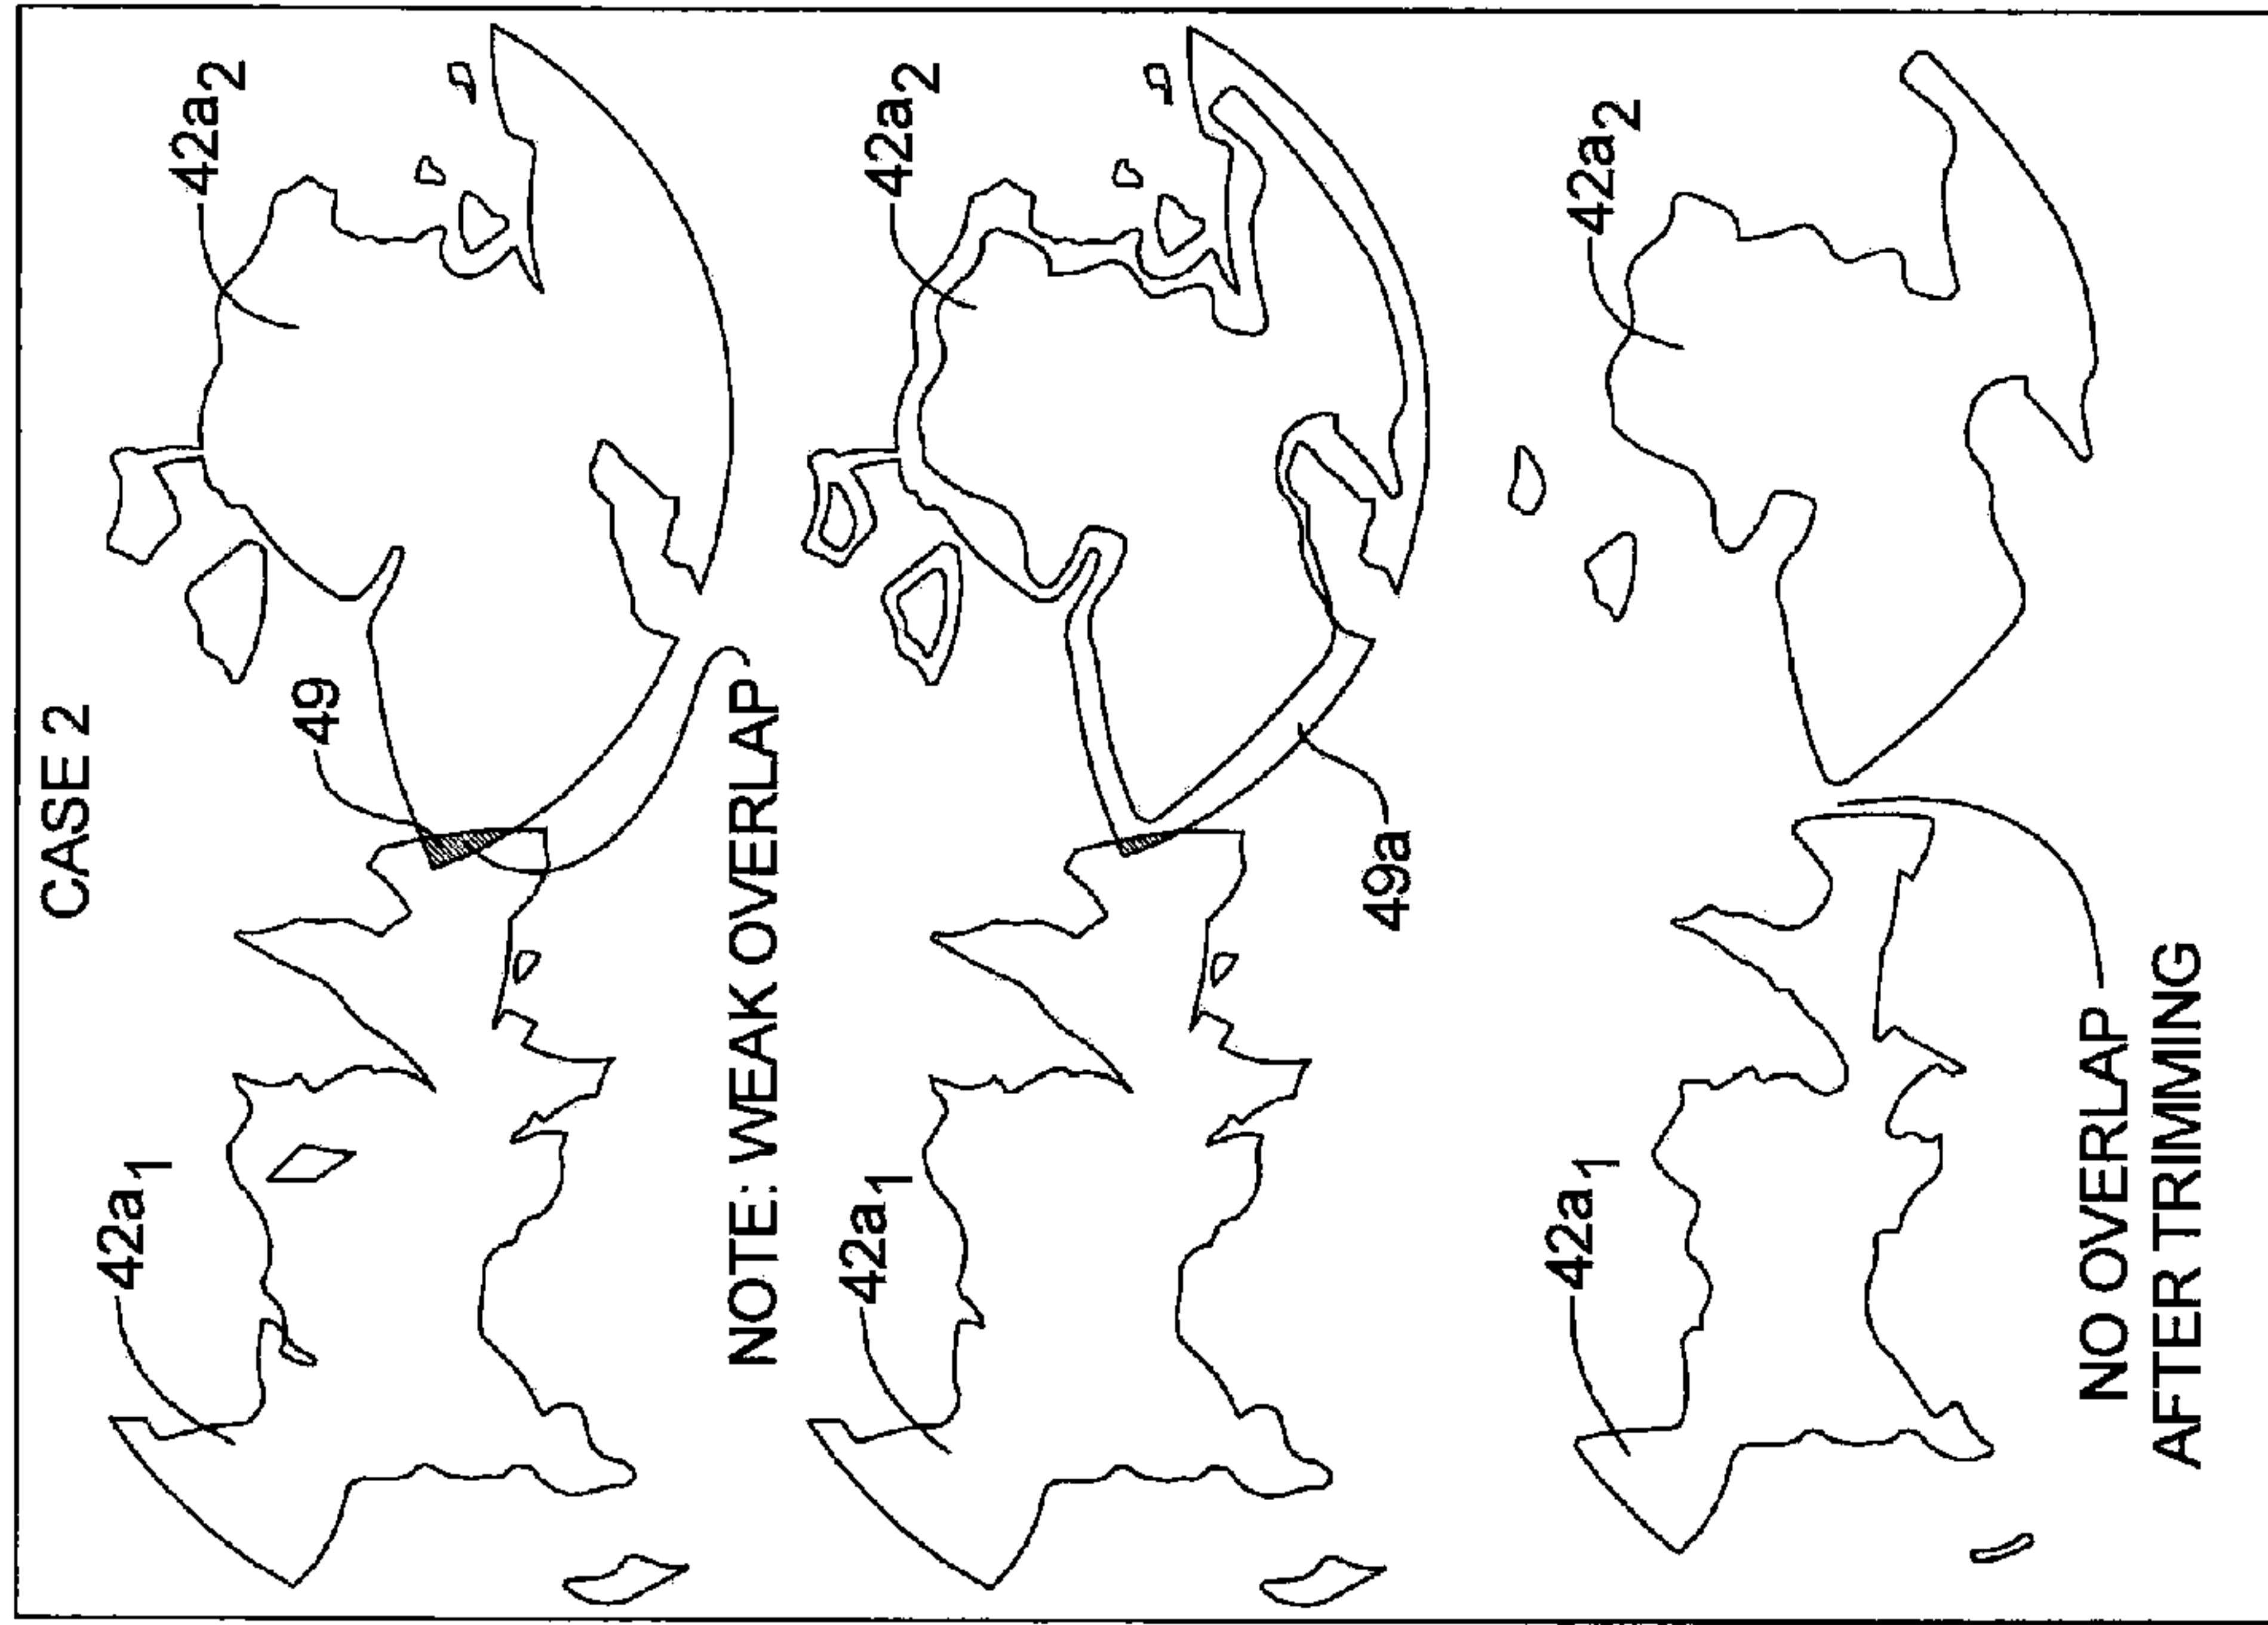 CASE 2
42a1
49
42a2
NOTE: WEAK OVERLAP
42a1
49a
42a2
42a1
42a2
NO OVERLAP
AFTER TRIMMING